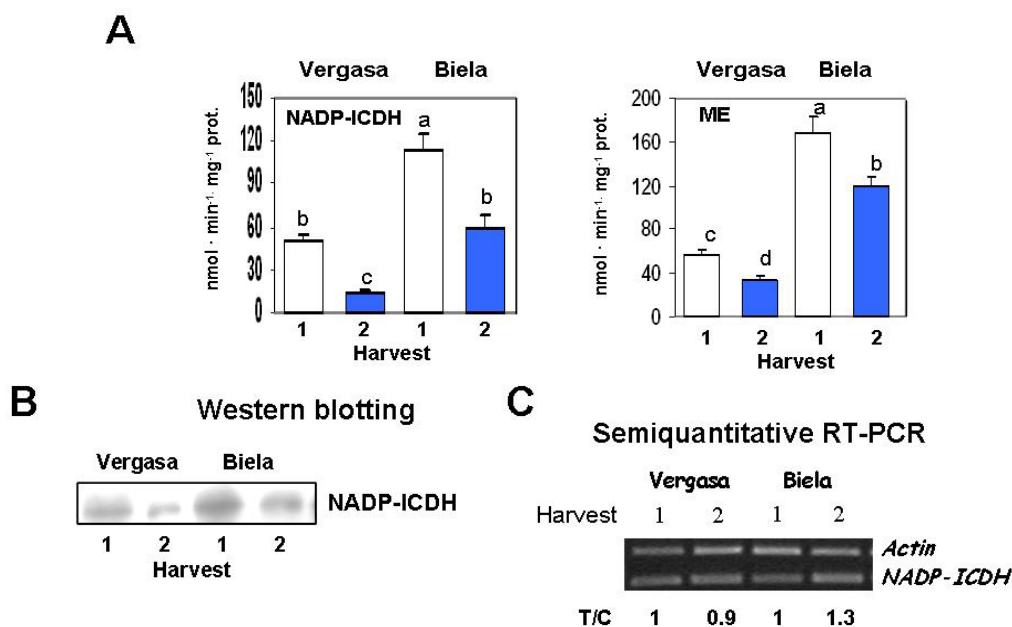 A
Vergasa Biela
NADP-ICDH
nmol · min⁻¹· mg⁻¹ prot.
150
120
90
60
30
0
b
c
a
b
1 2 1 2
Harvest
Vergasa Biela
ME
nmol · min⁻¹· mg⁻¹ prot.
200
160
120
80
40
0
c
d
a
b
1 2 1 2
Harvest
B
Western blotting
Vergasa Biela
NADP-ICDH
1 2 1 2
Harvest
C
Semiquantitative RT-PCR
Vergasa Biela
Harvest 1 2 1 2
Actin
NADP-ICDH
T/C 1 0.9 1 1.3